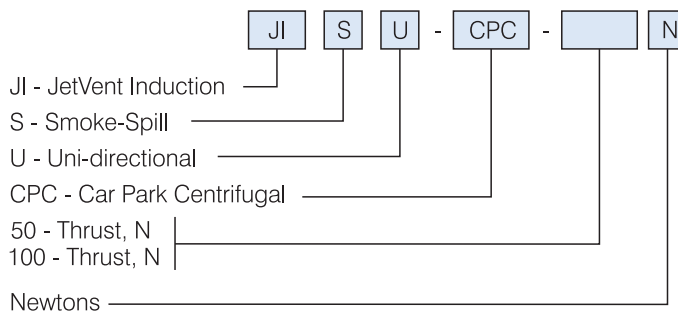 JI S U - CPC - N
JI - JetVent Induction
S - Smoke-Spill
U - Uni-directional
CPC - Car Park Centrifugal
50 - Thrust, N
100 - Thrust, N
Newtons